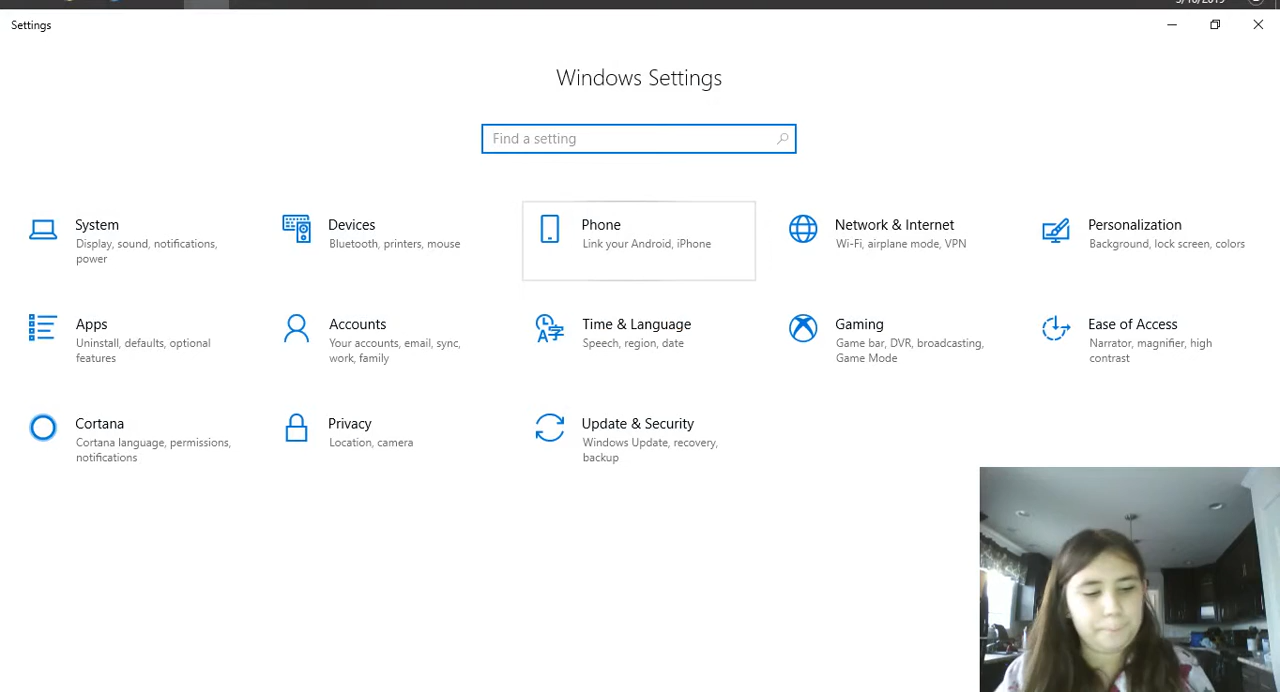 Settings
Windows Settings
Find a setting
System
Display, sound, notifications,
power
Devices
Bluetooth, printers, mouse
Phone
Link your Android, iPhone
Network & Internet
Wi-Fi, airplane mode, VPN
Personalization
Background, lock screen, colors
Apps
Uninstall, defaults, optional
features
Accounts
Your accounts, email, sync,
work, family
Time & Language
Speech, region, date
Gaming
Game bar, DVR, broadcasting,
Game Mode
Ease of Access
Narrator, magnifier, high
contrast
Cortana
Cortana language, permissions,
notifications
Privacy
Location, camera
Update & Security
Windows Update, recovery,
backup